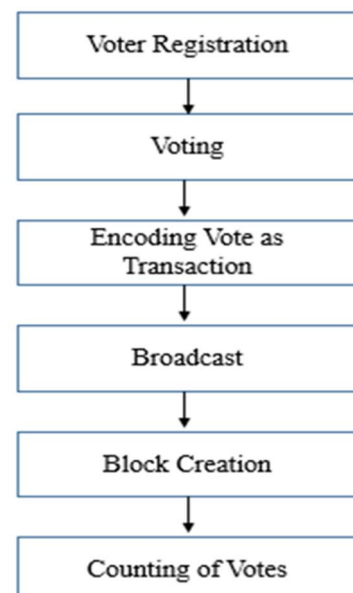 Voter Registration
Voting
Encoding Vote as
Transaction
Broadcast
Block Creation
Counting of Votes